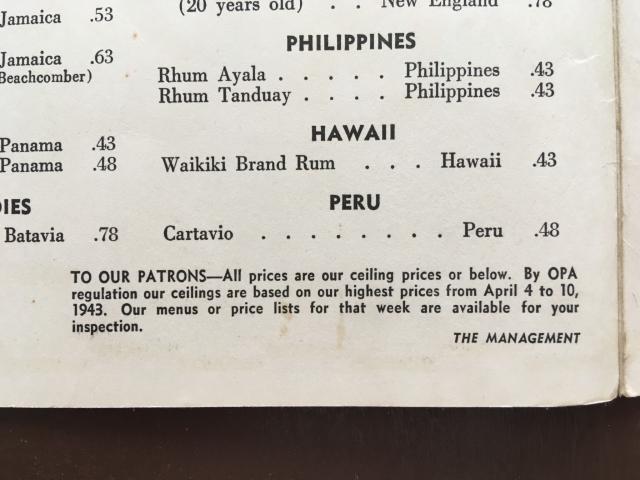 Jamaica .53
Jamaica .63
Beachcomber)
Panama .43
Panama .48
DIES
Batavia .78
(20 years old) . . New England .78
PHILIPPINES
Rhum Ayala . . . . . Philippines .43
Rhum Tanduay . . . . Philippines .43
HAWAII
Waikiki Brand Rum . . . Hawaii .43
PERU
Cartavio . . . . . . . . Peru .48
TO OUR PATRONS—All prices are our ceiling prices or below. By OPA
regulation our ceilings are based on our highest prices from April 4 to 10,
1943. Our menus or price lists for that week are available for your
inspection.
THE MANAGEMENT